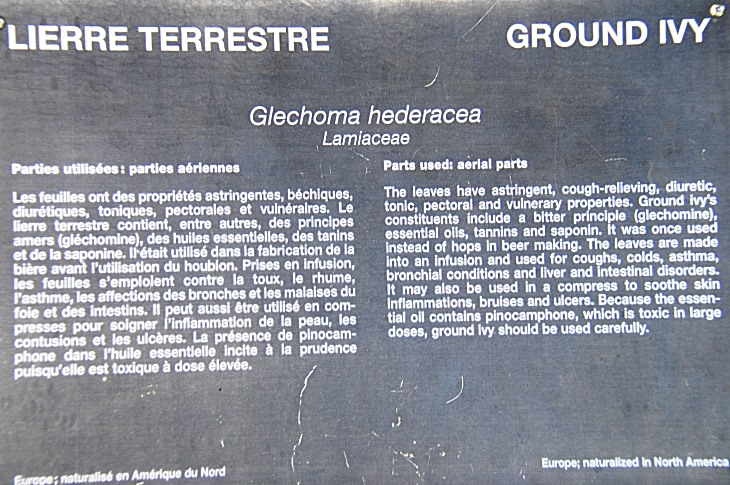 LIERRE TERRESTRE
GROUND IVY
Glechoma hederacea
Lamiaceae
Parties utilisées : parties aériennes
Les feuilles ont des propriétés astringentes, béchiques,
diurétiques, toniques, pectorales et vulnéraires. Le
lierre terrestre contient, entre autres, des principes
amers (gléchomine), des huiles essentielles, des tanins
et de la saponine. Il était utilisé dans la fabrication de la
bière avant l'utilisation du houblon. Prises en infusion,
les feuilles s'emploient contre la toux, le rhume,
l'asthme, les affections des bronches et les malaises du
foie et des intestins. Il peut aussi être utilisé en com-
presses pour soigner l'inflammation de la peau, les
contusions et les ulcères. La présence de pinocam-
phone dans l'huile essentielle incite à la prudence
puisqu'elle est toxique à dose élevée.
Europe ; naturalisé en Amérique du Nord
Parts used: aerial parts
The leaves have astringent, cough-relieving, diuretic,
tonic, pectoral and vulnerary properties. Ground ivy's
constituents include a bitter principle (glechomine),
essential oils, tannins and saponin. It was once used
instead of hops in beer making. The leaves are made
into an infusion and used for coughs, colds, asthma,
bronchial conditions and liver and intestinal disorders.
It may also be used in a compress to soothe skin
inflammations, bruises and ulcers. Because the essen-
tial oil contains pinocamphone, which is toxic in large
doses, ground ivy should be used carefully.
Europe; naturalized in North America